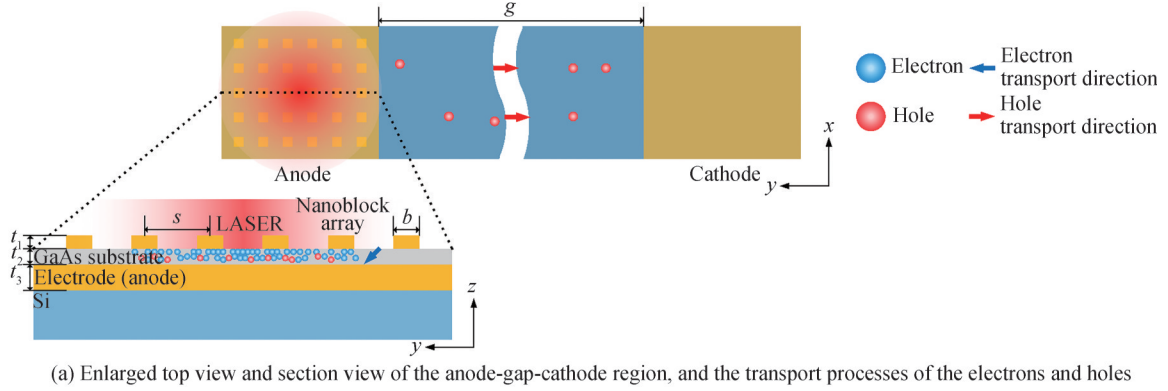 g
Electron
Electron
transport direction
Hole
Hole
transport direction
Anode
Cathode
x
y
s
LASER
Nanoblock
array
b
t1
t2
GaAs substrate
t3
Electrode (anode)
Si
z
y
(a) Enlarged top view and section view of the anode-gap-cathode region, and the transport processes of the electrons and holes